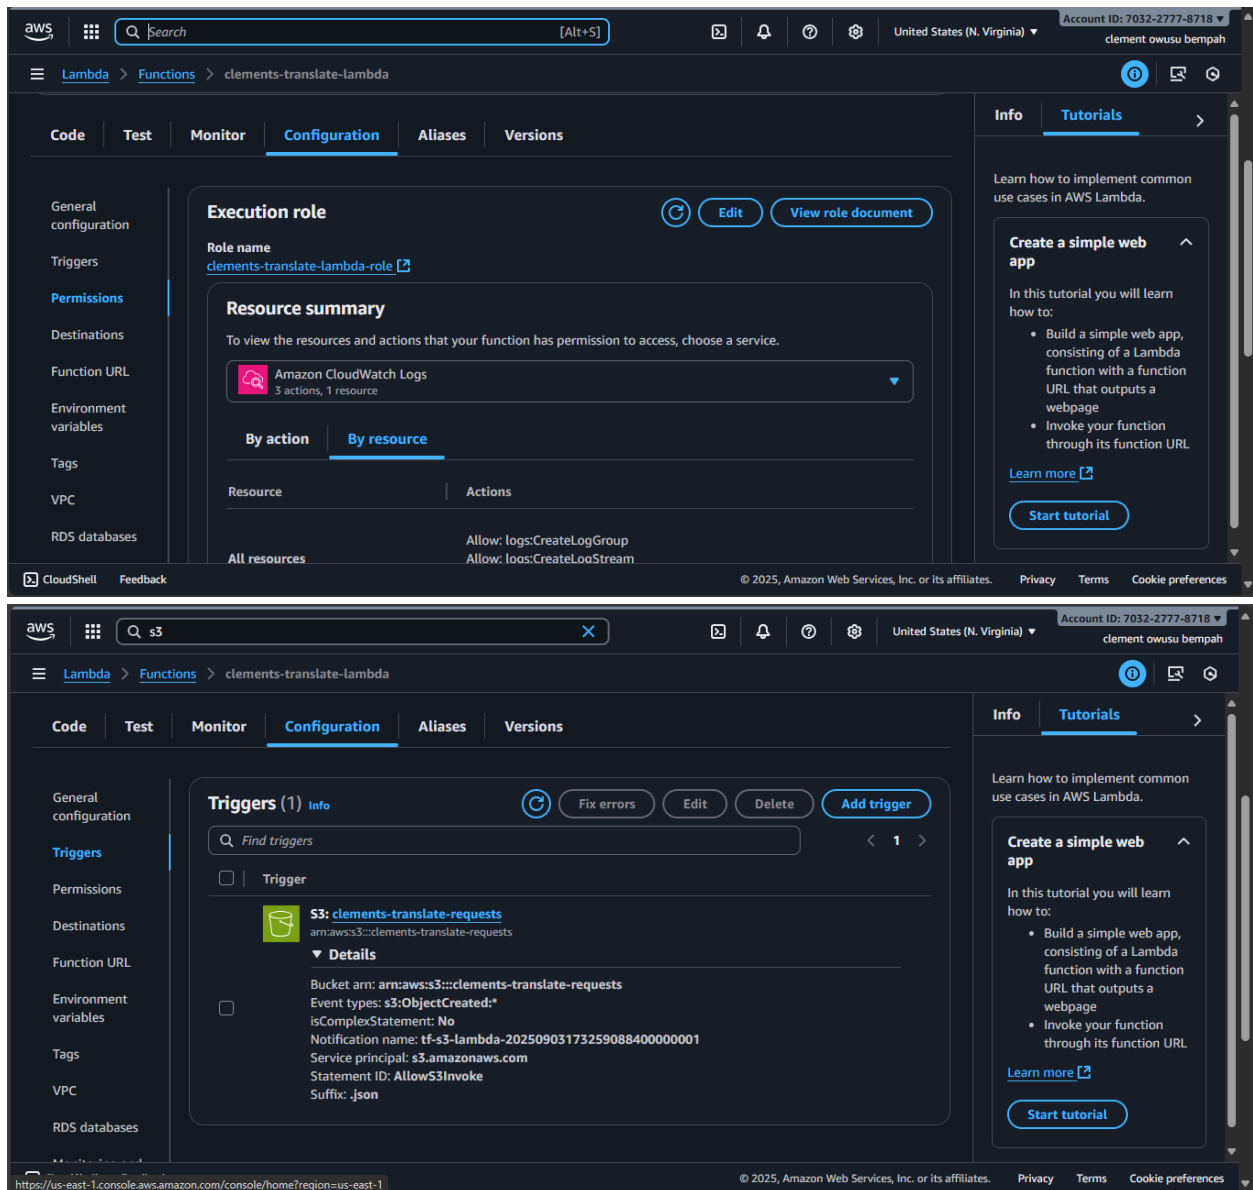 aws
Search
[Alt+S]
United States (N. Virginia) ▼
Account ID: 7032-2777-8718 ▼
clement owusu bempah
Lambda > Functions > clements-translate-lambda
Code
Test
Monitor
Configuration
Aliases
Versions
Info
Tutorials
General
configuration
Triggers
Permissions
Destinations
Function URL
Environment
variables
Tags
VPC
RDS databases
Execution role
Edit
View role document
Role name
clements-translate-lambda-role
Resource summary
To view the resources and actions that your function has permission to access, choose a service.
Amazon CloudWatch Logs
3 actions, 1 resource
By action
By resource
Resource
Actions
All resources
Allow: logs:CreateLogGroup
Allow: logs:CreateLogStream
Learn how to implement common
use cases in AWS Lambda.
Create a simple web
app
In this tutorial you will learn
how to:
• Build a simple web app,
consisting of a Lambda
function with a function
URL that outputs a
webpage
• Invoke your function
through its function URL
Learn more
Start tutorial
CloudShell
Feedback
© 2025, Amazon Web Services, Inc. or its affiliates.
Privacy
Terms
Cookie preferences
aws
s3
United States (N. Virginia) ▼
Account ID: 7032-2777-8718 ▼
clement owusu bempah
Lambda > Functions > clements-translate-lambda
Code
Test
Monitor
Configuration
Aliases
Versions
Info
Tutorials
General
configuration
Triggers
Permissions
Destinations
Function URL
Environment
variables
Tags
VPC
RDS databases
Triggers (1) Info
Fix errors
Edit
Delete
Add trigger
Find triggers
1
Trigger
S3: clements-translate-requests
arn:aws:s3:::clements-translate-requests
▼ Details
Bucket arn: arn:aws:s3:::clements-translate-requests
Event types: s3:ObjectCreated:*
isComplexStatement: No
Notification name: tf-s3-lambda-20250903173259088400000001
Service principal: s3.amazonaws.com
Statement ID: AllowS3Invoke
Suffix: .json
Learn how to implement common
use cases in AWS Lambda.
Create a simple web
app
In this tutorial you will learn
how to:
• Build a simple web app,
consisting of a Lambda
function with a function
URL that outputs a
webpage
• Invoke your function
through its function URL
Learn more
Start tutorial
https://us-east-1.console.aws.amazon.com/console/home?region=us-east-1
© 2025, Amazon Web Services, Inc. or its affiliates.
Privacy
Terms
Cookie preferences